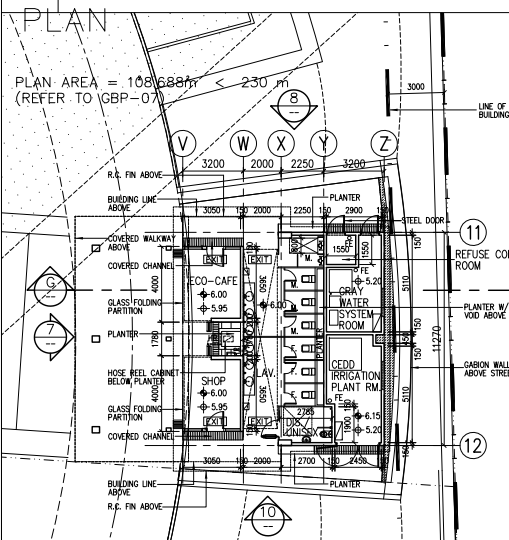 PLAN
PLAN AREA = 108.688m² < 230 m
(REFER TO GBP-07)
8
--
3000
LINE OF
BUILDING
V W X Y Z
3200 2000 2250 3200
R.C. FIN ABOVE
BUILDING LINE
ABOVE
PLANTER
3050 150 2000 2250 150 2900
STEEL DOOR
11
COVERED WALKWAY
ABOVE
COVERED CHANNEL
EXIT EXIT
M.
1550 1550
150
REFUSE COL
ROOM
G
--
ECO-CAFE
6.00
5.95
4000
3650
6.00
M.
FE
5.20
GRAY
WATER
SYSTEM
ROOM
5110
GLASS FOLDING
PARTITION
PLANTER W/
VOID ABOVE
7
--
PLANTER
1780
M.
PLANTER
150
11270
HOSE REEL CABINET
BELOW PLANTER
LAV.
F.
CEDD
IRRIGATION
PLANT RM.
GABION WALL
ABOVE STREE
SHOP
6.00
5.95
4000
3650
F.
5110
GLASS FOLDING
PARTITION
F.
FE
2785
150
1900
6.15
5.20
COVERED CHANNEL
EXIT EXIT
DIS.
UNISEX
150
12
3050 150 2000 2700 150 2450
BUILDING LINE
ABOVE
PLANTER
R.C. FIN ABOVE
10
--